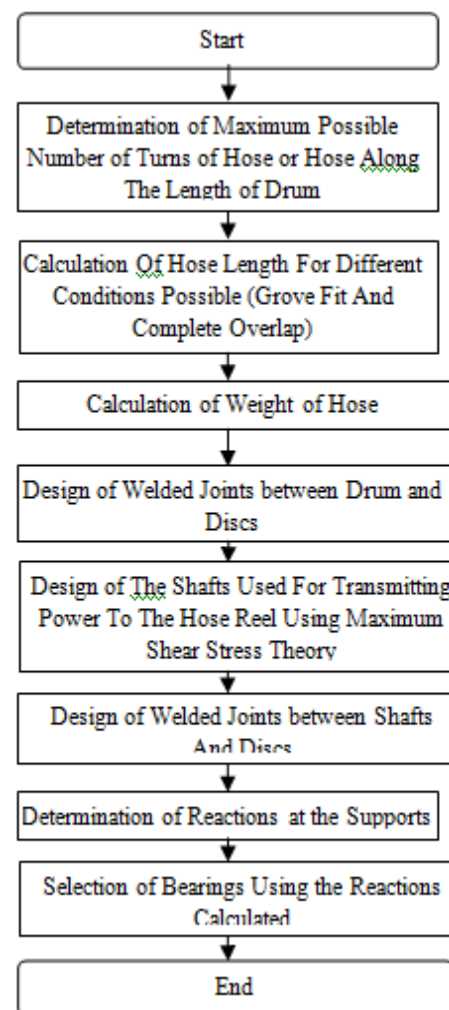 Start
Determination of Maximum Possible
Number of Turns of Hose or Hose Along
The Length of Drum
Calculation Of Hose Length For Different
Conditions Possible (Grove Fit And
Complete Overlap)
Calculation of Weight of Hose
Design of Welded Joints between Drum and
Discs
Design of The Shafts Used For Transmitting
Power To The Hose Reel Using Maximum
Shear Stress Theory
Design of Welded Joints between Shafts
And Discs
Determination of Reactions at the Supports
Selection of Bearings Using the Reactions
Calculated
End